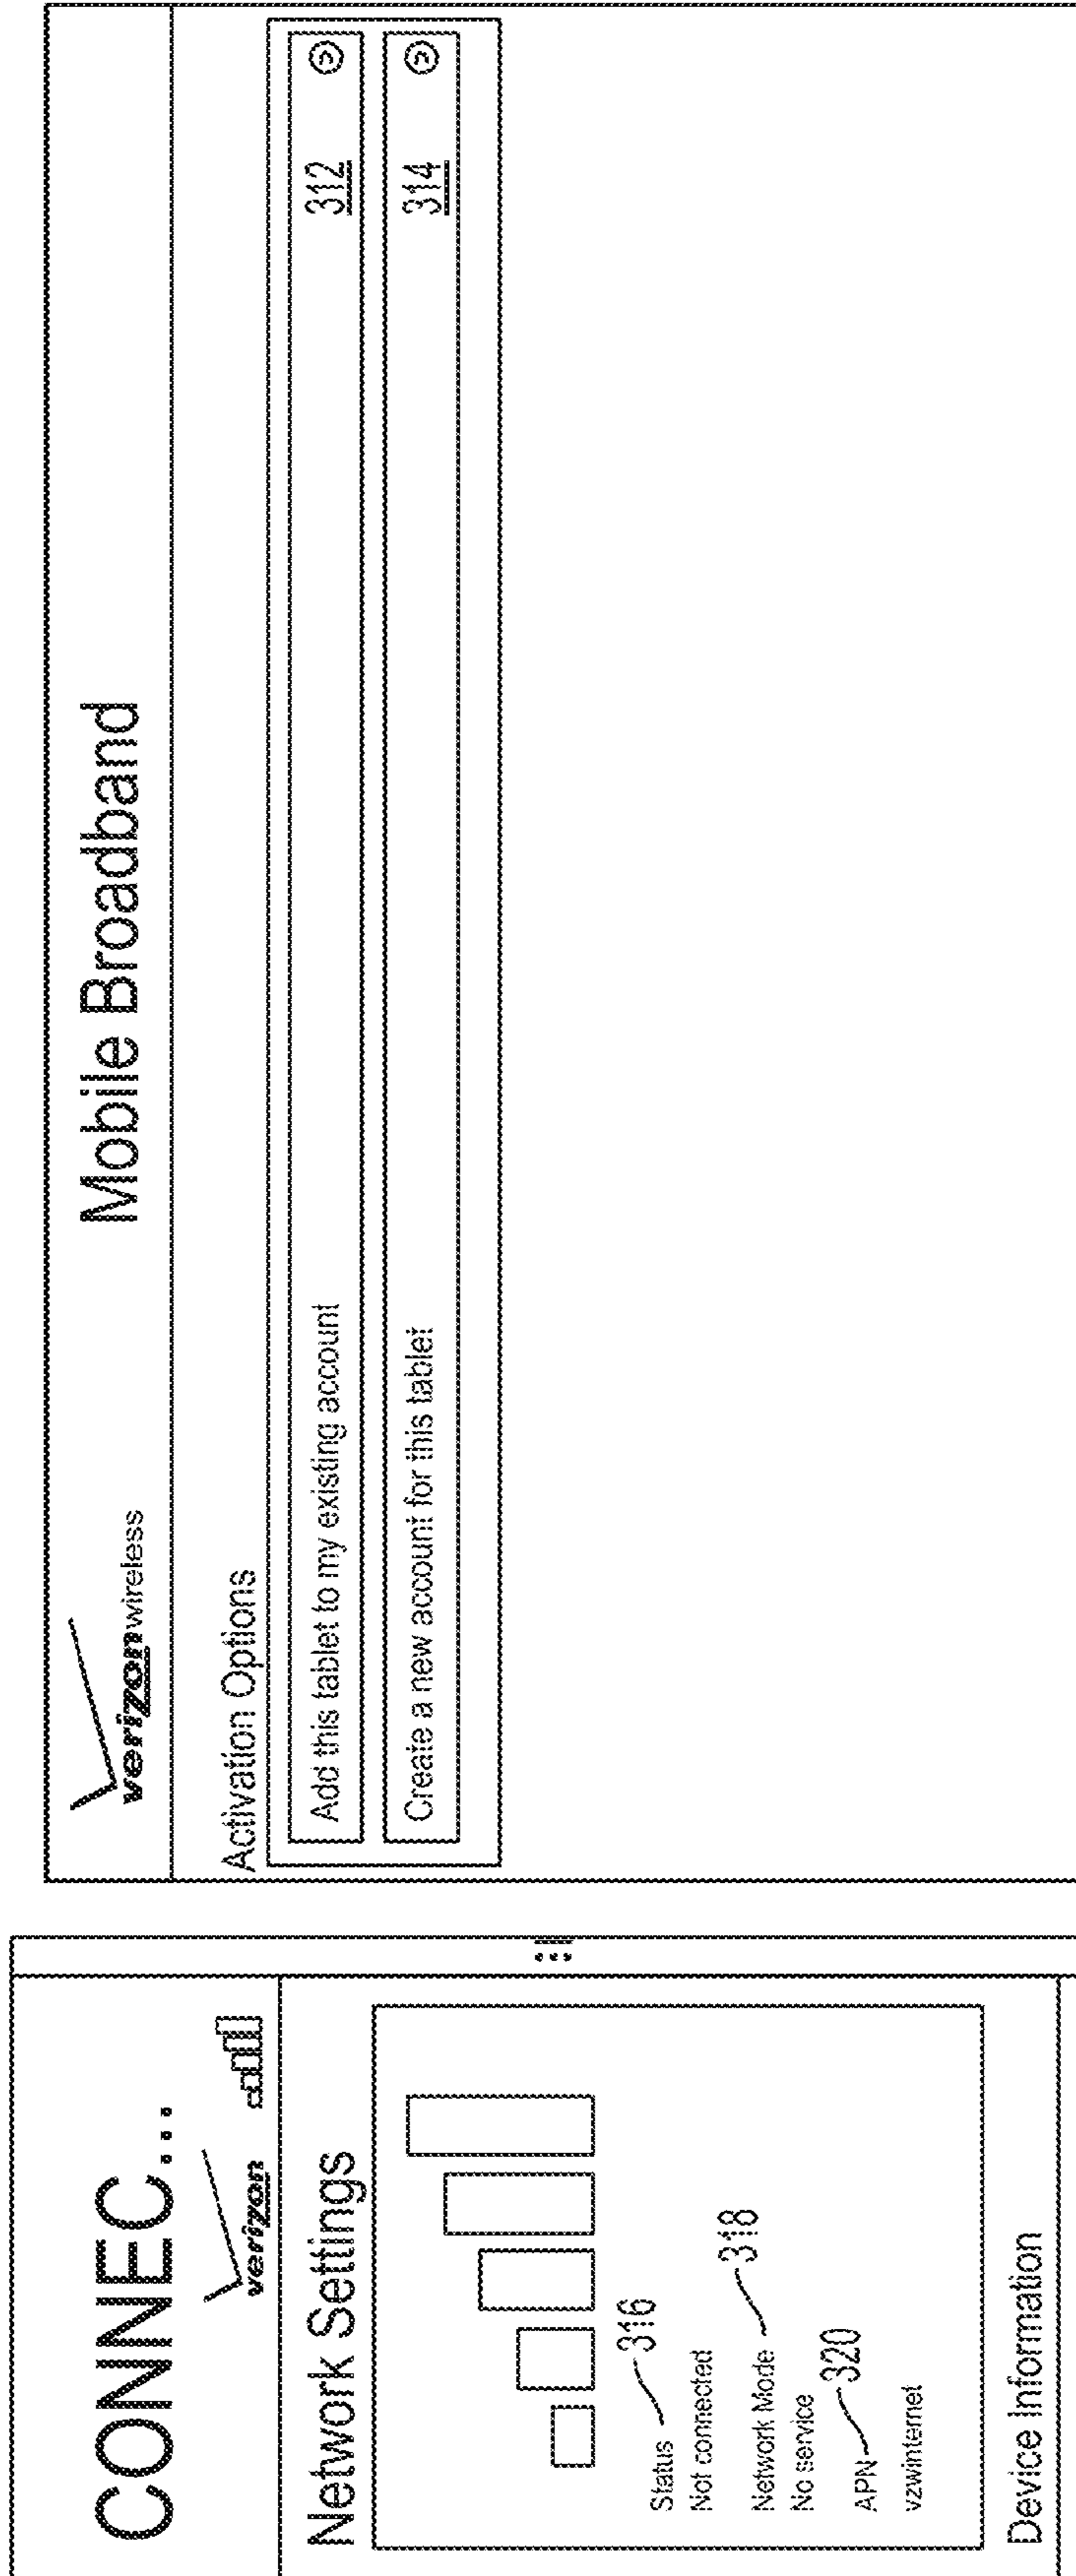 CONNEC...
verizon
Network Settings
Status 316
Not connected
Network Mode 318
No service
APN 320
vzwinternet
Device Information
verizonwireless
Mobile Broadband
Activation Options
Add this tablet to my existing account 312
Create a new account for this tablet 314